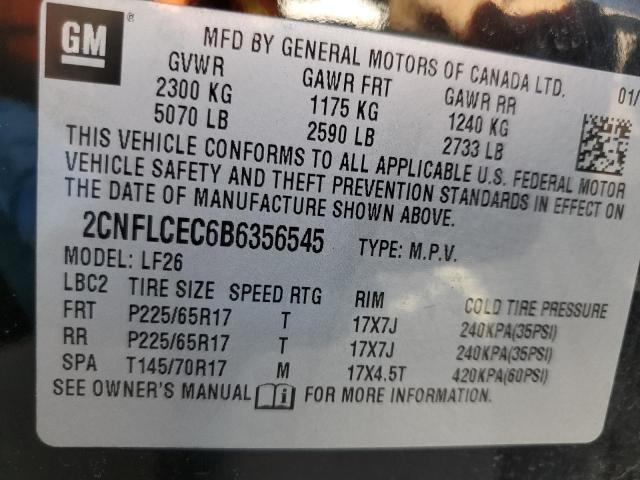 GM
MFD BY GENERAL MOTORS OF CANADA LTD.
01/
GVWR GAWR FRT GAWR RR
2300 KG 1175 KG 1240 KG
5070 LB 2590 LB 2733 LB
THIS VEHICLE CONFORMS TO ALL APPLICABLE U.S. FEDERAL MOTOR
VEHICLE SAFETY AND THEFT PREVENTION STANDARDS IN EFFECT ON
THE DATE OF MANUFACTURE SHOWN ABOVE.
2CNFLCEC6B6356545 TYPE: M.P.V.
MODEL: LF26
LBC2 TIRE SIZE SPEED RTG RIM COLD TIRE PRESSURE
FRT P225/65R17 T 17X7J 240KPA(35PSI)
RR P225/65R17 T 17X7J 240KPA(35PSI)
SPA T145/70R17 M 17X4.5T 420KPA(60PSI)
SEE OWNER'S MANUAL i FOR MORE INFORMATION.